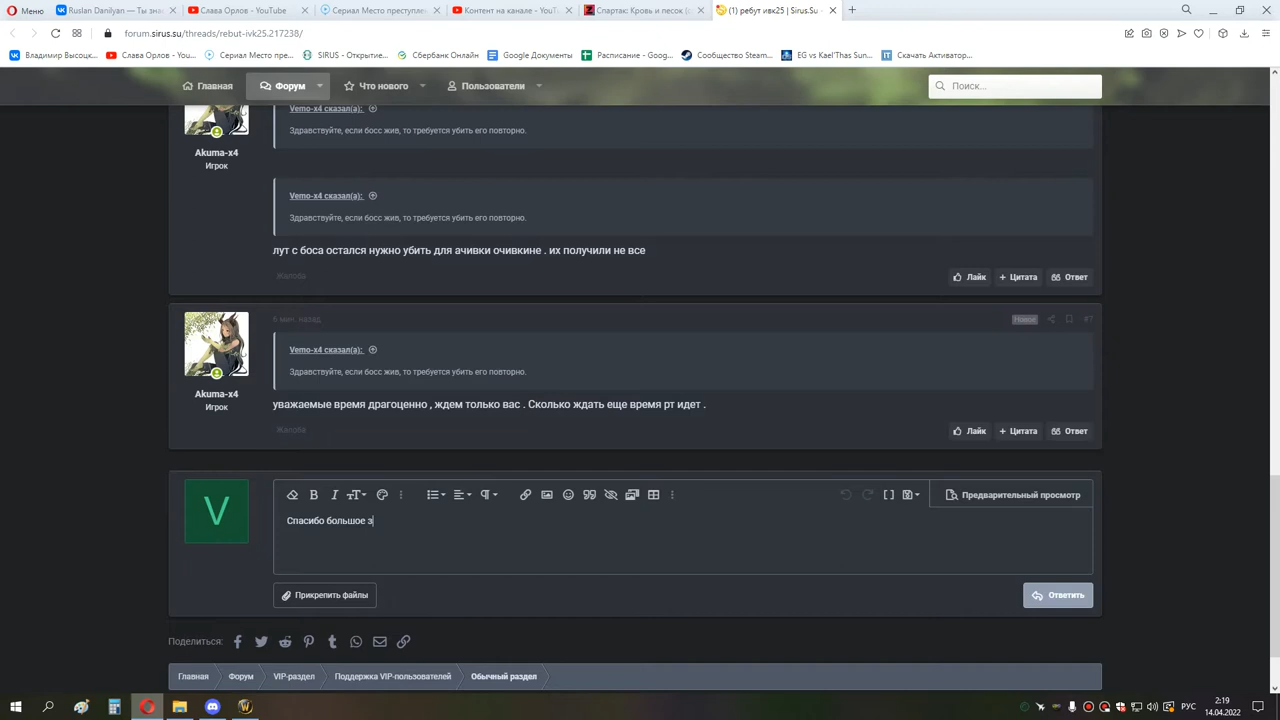 Меню
Ruslan Danilyan — Ты зна
Слава Орлов - YouTube
Сериал Место преступлен
Контент на канале - YouTu
Спартак: Кровь и песок (с
(1) ребут ивк25 | Sirus.Su -
forum.sirus.su/threads/rebut-ivk25.217238/
Владимир Высоцк...
Слава Орлов - You...
Сериал Место пре...
SIRUS - Открытие...
Сбербанк Онлайн
Google Документы
Расписание - Goog...
Сообщество Steam...
EG vs Kael'Thas Sun...
Скачать Активатор...
Главная
Форум
Что нового
Пользователи
Поиск...
Vemo-x4 сказал(а):
Здравствуйте, если босс жив, то требуется убить его повторно.
Akuma-x4
Игрок
Vemo-x4 сказал(а):
Здравствуйте, если босс жив, то требуется убить его повторно.
лут с боса остался нужно убить для ачивки очивкине . их получили не все
Жалоба
Лайк + Цитата Ответ
6 мин. назад
Новое #7
Vemo-x4 сказал(а):
Здравствуйте, если босс жив, то требуется убить его повторно.
Akuma-x4
Игрок
уважаемые время драгоценно , ждем только вас . Сколько ждать еще время рт идет .
Жалоба
Лайк + Цитата Ответ
V
Предварительный просмотр
Спасибо большое з
Прикрепить файлы
Ответить
Поделиться:
Главная Форум VIP-раздел Поддержка VIP-пользователей Обычный раздел
РУС
2:19
14.04.2022